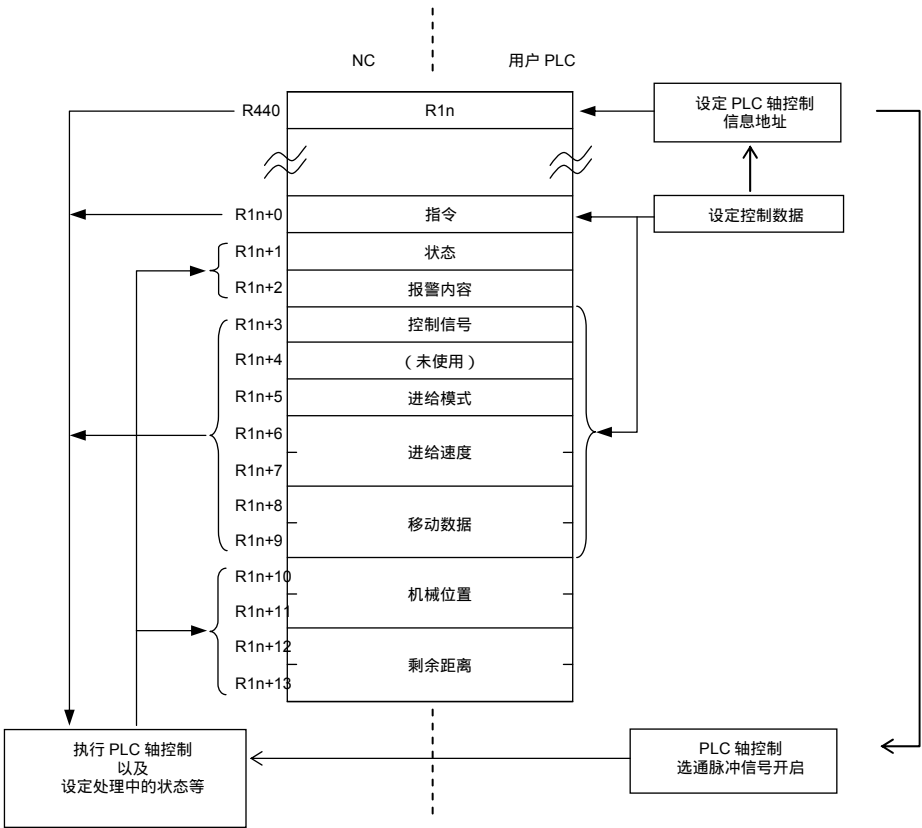 NC
用户 PLC
R440
R1n
设定 PLC 轴控制
信息地址
R1n+0
指令
设定控制数据
R1n+1
状态
R1n+2
报警内容
R1n+3
控制信号
R1n+4
（未使用）
R1n+5
进给模式
R1n+6
进给速度
R1n+7
R1n+8
移动数据
R1n+9
R1n+10
机械位置
R1n+11
R1n+12
剩余距离
R1n+13
执行 PLC 轴控制
以及
设定处理中的状态等
PLC 轴控制
选通脉冲信号开启